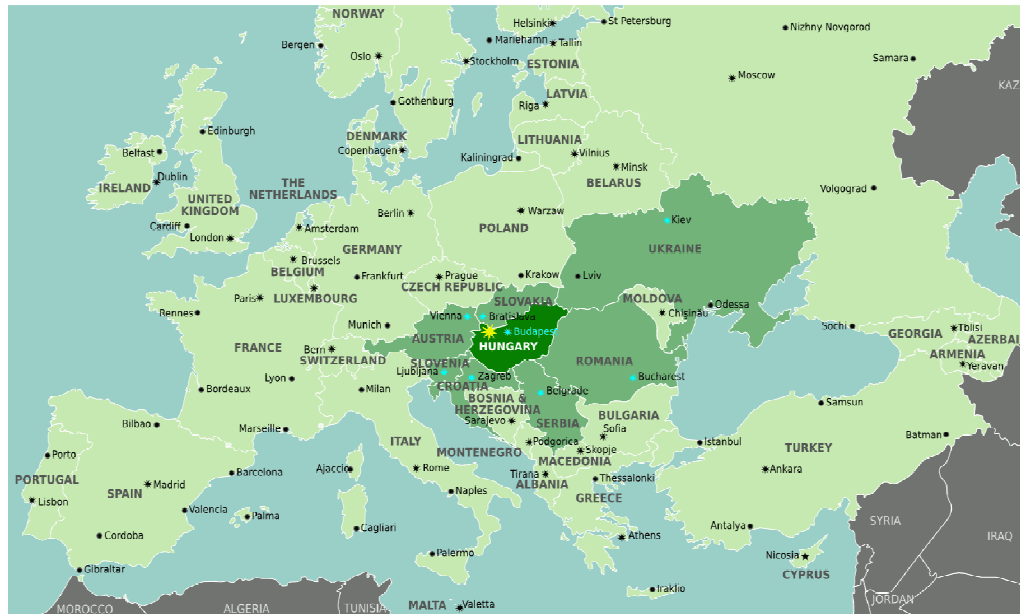 NORWAY
Helsinki
St Petersburg
Nizhny Novgorod
Bergen
Mariehamn
Tallin
Oslo
Stockholm
ESTONIA
Samara
Moscow
KAZ
LATVIA
Gothenburg
Riga
Edinburgh
DENMARK
LITHUANIA
Belfast
Copenhagen
Kaliningrad
Vilnius
Minsk
Dublin
IRELAND
THE
NETHERLANDS
BELARUS
Volgograd
UNITED
KINGDOM
Berlin
Warzaw
Cardiff
Amsterdam
POLAND
Kiev
London
GERMANY
UKRAINE
Brussels
BELGIUM
Frankfurt
Prague
Krakow
Lviv
CZECH REPUBLIC
Paris
LUXEMBOURG
SLOVAKIA
MOLDOVA
Odessa
Rennes
Vienna
Bratislava
Chisinau
Munich
Budapest
Sochi
Tblisi
GEORGIA
AUSTRIA
HUNGARY
AZERBAI
FRANCE
Bern
SWITZERLAND
ARMENIA
SLOVENIA
ROMANIA
Yeravan
Ljubljana
Zagreb
Bucharest
Lyon
CROATIA
Bordeaux
Milan
Belgrade
BOSNIA &
HERZEGOVINA
Samsun
BULGARIA
Bilbao
Marseille
Sarajevo
SERBIA
Sofia
Batman
ITALY
Podgorica
Istanbul
TURKEY
MONTENEGRO
Skopje
Porto
MACEDONIA
Barcelona
Ajaccio
Rome
Tirana
Ankara
PORTUGAL
Madrid
ALBANIA
Thessalonki
SPAIN
Naples
GREECE
Lisbon
Valencia
Palma
SYRIA
Cagliari
Antalya
Cordoba
Athens
IRAQ
Palermo
Nicosia
Gibraltar
CYPRUS
Iraklio
JORDAN
MOROCCO
ALGERIA
TUNISIA
MALTA
Valetta